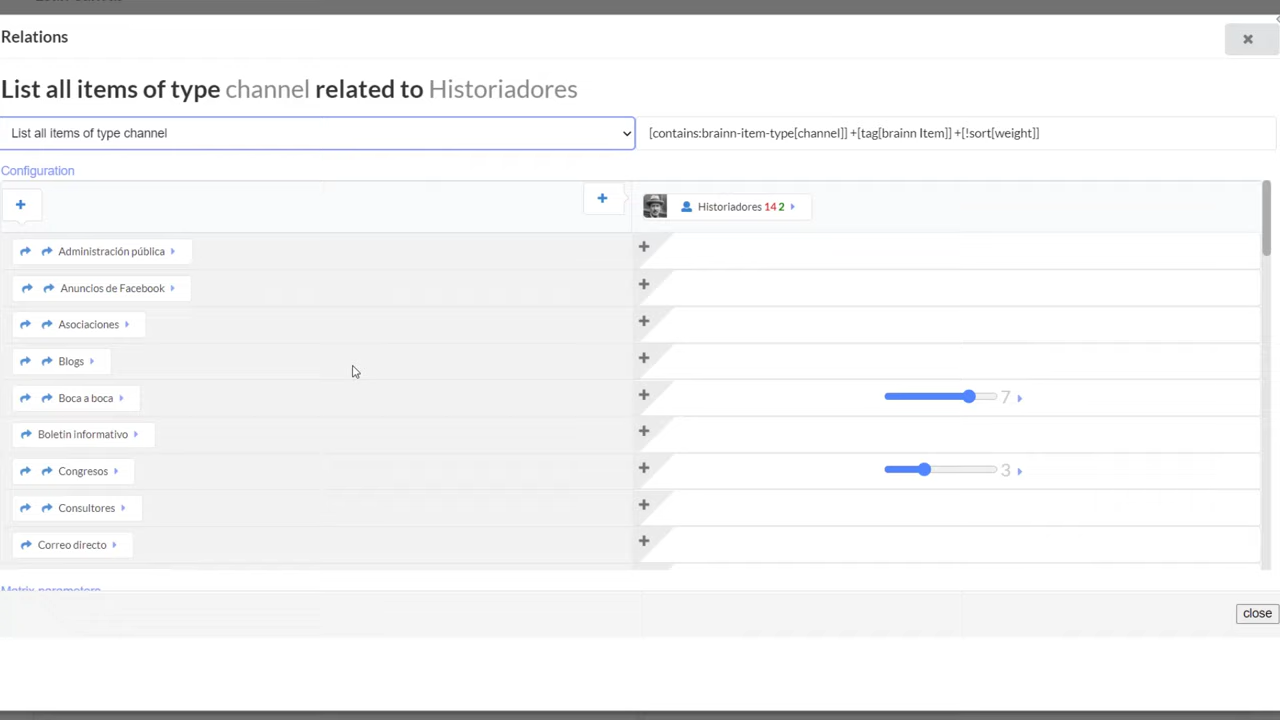 Relations
List all items of type channel related to Historiadores
List all items of type channel
[contains:brainn-item-type[channel]] +[tag[brainn Item]] +[!sort[weight]]
Configuration
Historiadores 14 2
Administración pública
Anuncios de Facebook
Asociaciones
Blogs
Boca a boca
7
Boletin informativo
Congresos
3
Consultores
Correo directo
Matrix parameters
close